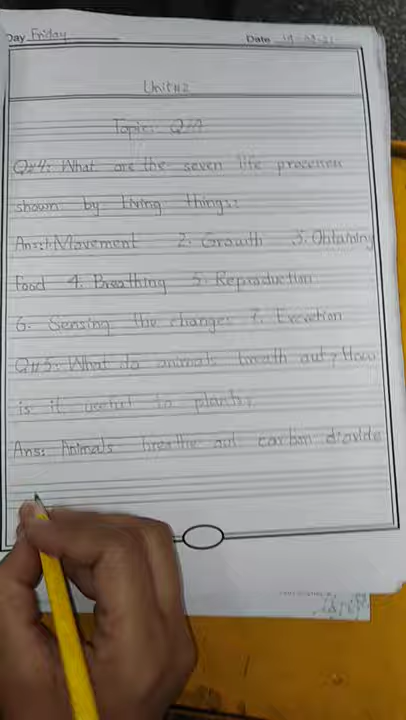 Day Friday Date
Unit #2
Topic: Q/A
Q#4: What are the seven life processes
shown by Living things:
Ans: 1. Movement 2. Growth 3. Obtaining
Food 4. Breathing 5. Reproduction
6. Sensing the changes 7. Excretion
Q#5: What do animals breath out? How
is it useful to plants:
Ans: Animals breathe out carbon dioxide